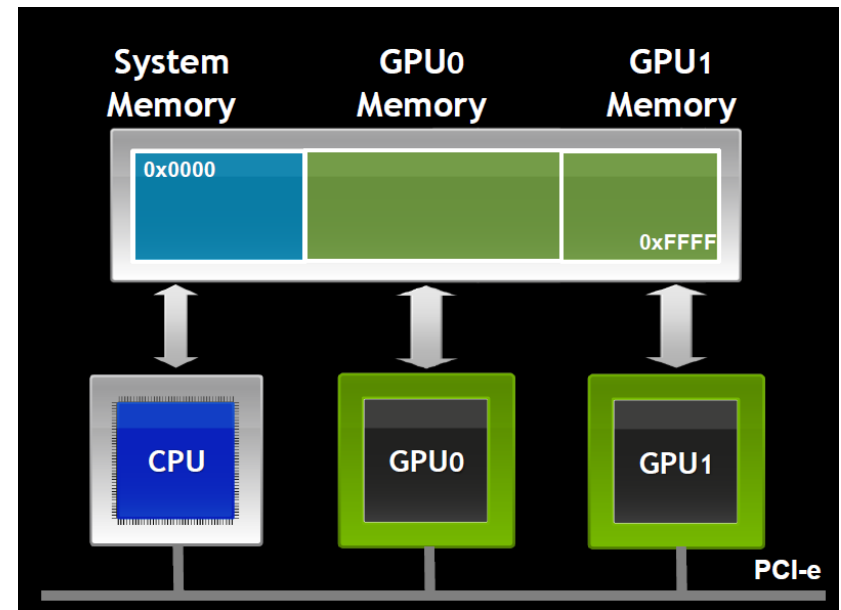 System
Memory
GPU0
Memory
GPU1
Memory
0x0000
0xFFFF
CPU
GPU0
GPU1
PCI-e